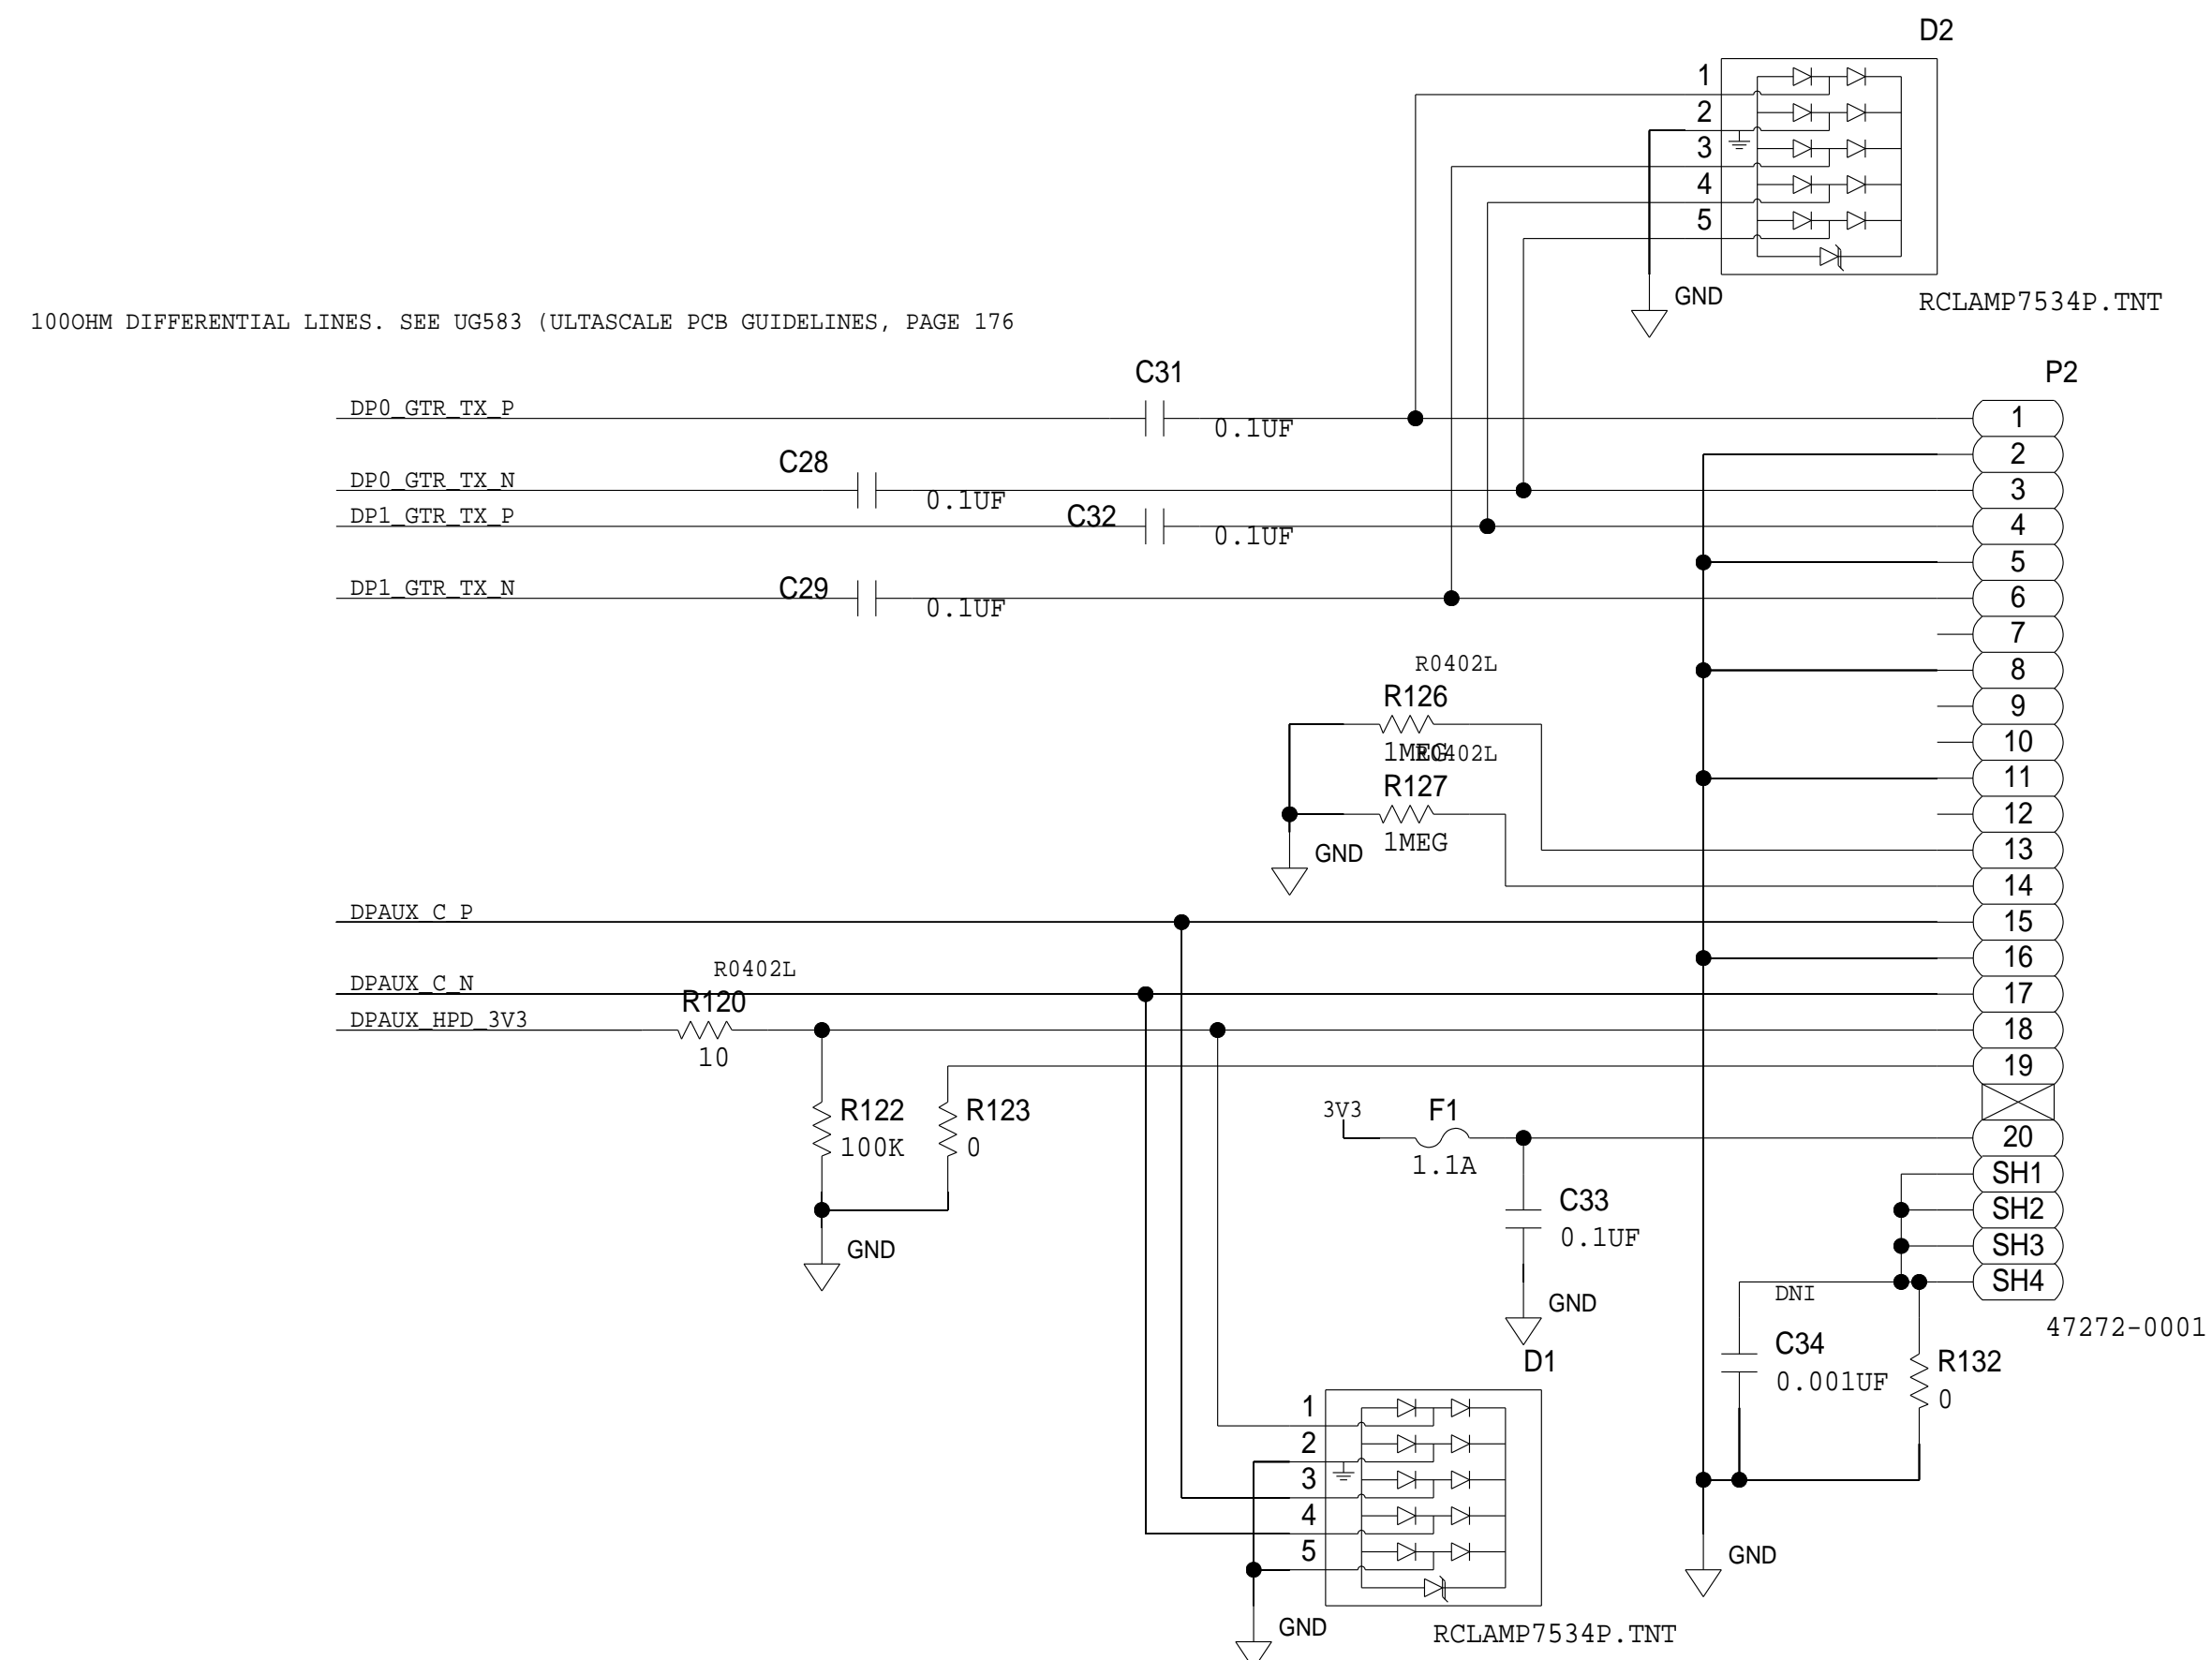 D2
1
2
3
4
5
GND
RCLAMP7534P.TNT
100OHM DIFFERENTIAL LINES. SEE UG583 (ULTASCALE PCB GUIDELINES, PAGE 176
C31
P2
DP0_GTR_TX_P
0.1UF
1
2
C28
DP0_GTR_TX_N
0.1UF
3
DP1_GTR_TX_P
C32
0.1UF
4
5
DP1_GTR_TX_N
C29
0.1UF
6
7
R0402L
8
R126
9
1MEG
R0402L
10
R127
11
12
1MEG
GND
13
14
DPAUX_C_P
15
16
R0402L
DPAUX_C_N
17
R120
DPAUX_HPD_3V3
18
10
19
R122
100K
R123
0
3V3
F1
1.1A
20
SH1
C33
0.1UF
SH2
GND
SH3
SH4
DNI
GND
47272-0001
D1
C34
0.001UF
R132
0
1
2
3
4
5
GND
GND
RCLAMP7534P.TNT